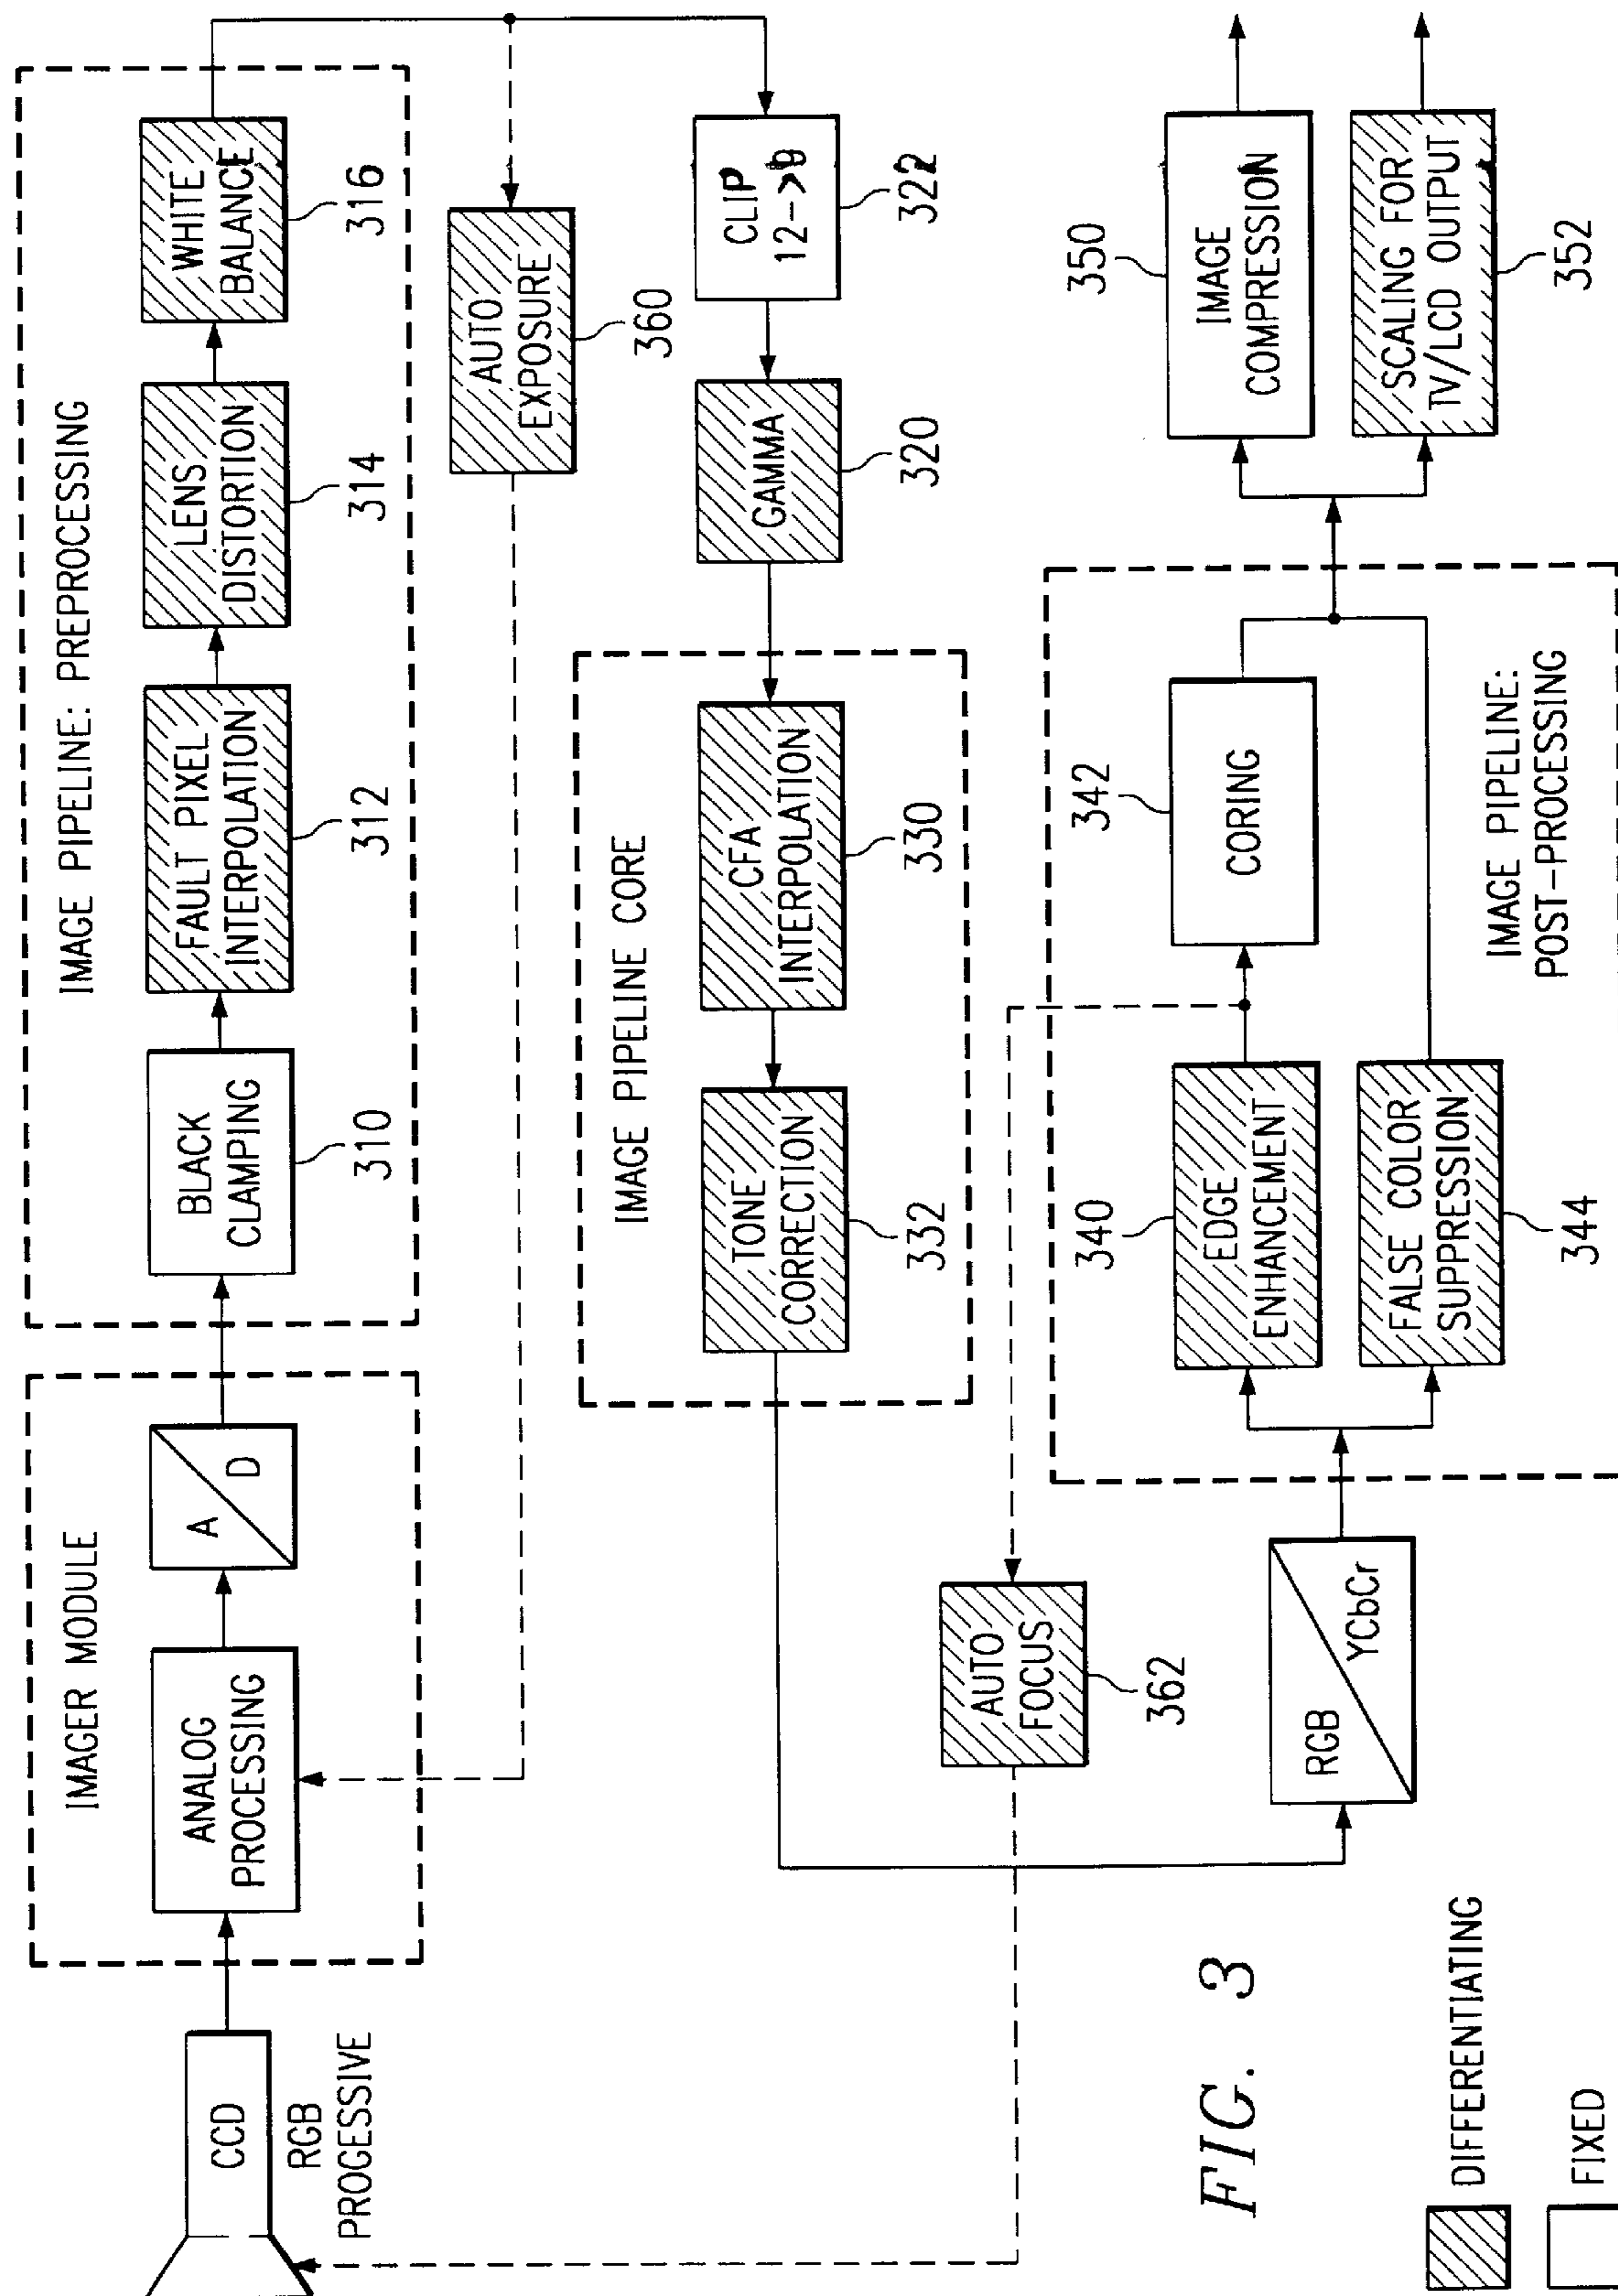 IMAGER MODULE
CCD
RGB
PROGESSIVE
ANALOG
PROCESSING
A
D
IMAGE PIPELINE: PREPROCESSING
BLACK
CLAMPING
310
FAULT PIXEL
INTERPOLATION
312
LENS
DISTORTION
314
WHITE
BALANCE
316
AUTO
EXPOSURE
360
CLIP
12->9
322
GAMMA
320
IMAGE PIPELINE CORE
CFA
INTERPOLATION
330
TONE
CORRECTION
332
AUTO
FOCUS
362
RGB
YCbCr
340
EDGE
ENHANCEMENT
FALSE COLOR
SUPPRESSION
344
342
CORING
IMAGE PIPELINE:
POST-PROCESSING
350
IMAGE
COMPRESSION
SCALING FOR
TV/LCD OUTPUT
352
FIG. 3
DIFFERENTIATING
FIXED